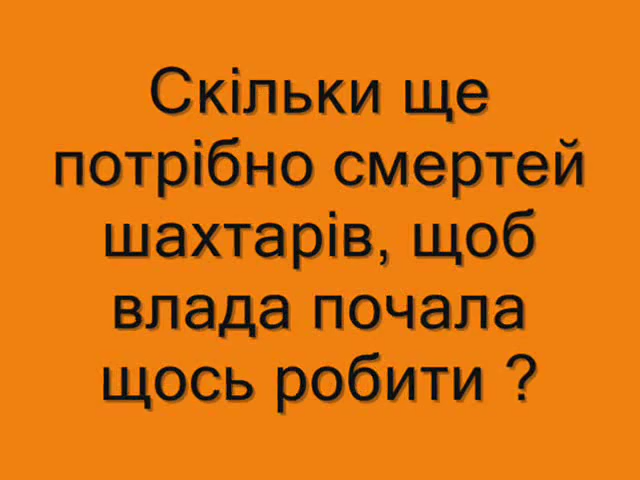 Скільки ще
потрібно смертей
шахтарів, щоб
влада почала
щось робити ?